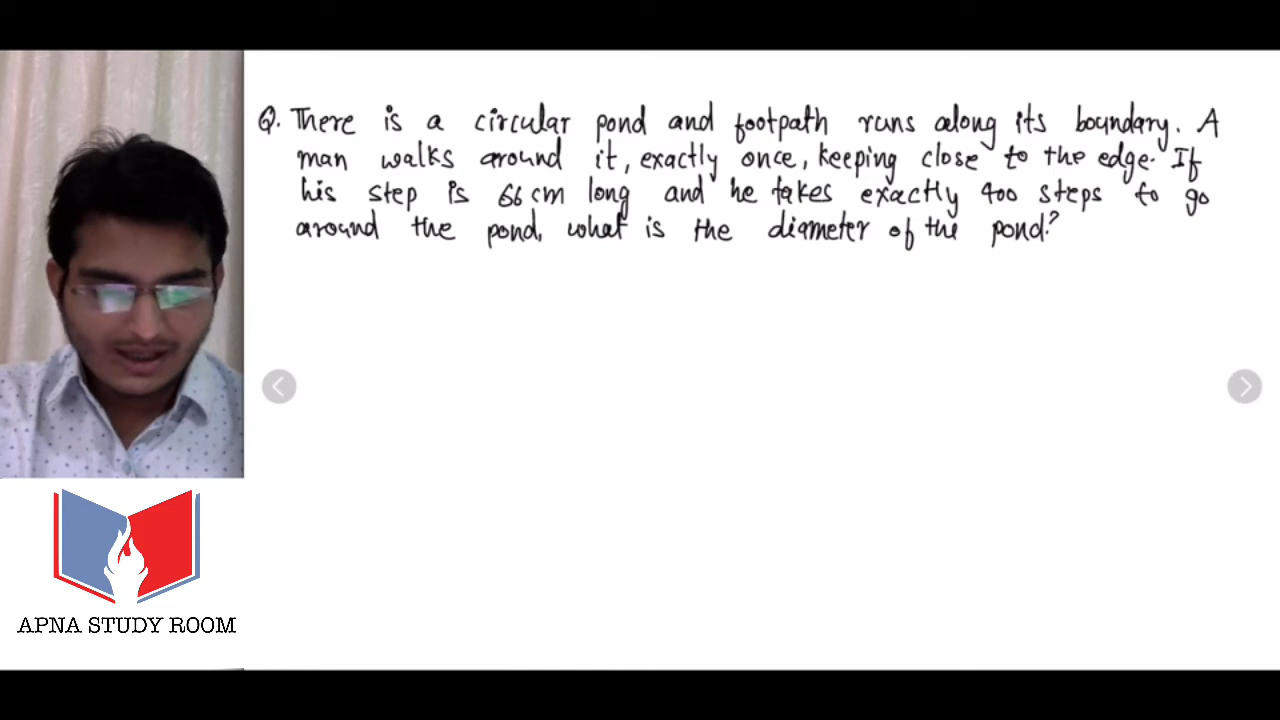 Q. There is a circular pond and footpath runs along its boundary. A
man walks around it, exactly once, keeping close to the edge. If
his step is 66 cm long and he takes exactly 400 steps to go
around the pond, what is the diameter of the pond?
APNA STUDY ROOM